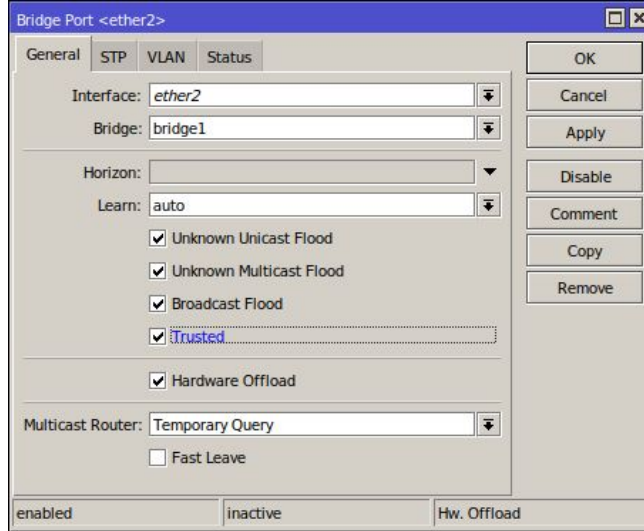 Bridge Port <ether2>
General STP VLAN Status
Interface: ether2
Bridge: bridge1
Horizon:
Learn: auto
Unknown Unicast Flood
Unknown Multicast Flood
Broadcast Flood
Trusted
Hardware Offload
Multicast Router: Temporary Query
Fast Leave
OK
Cancel
Apply
Disable
Comment
Copy
Remove
enabled inactive Hw. Offload